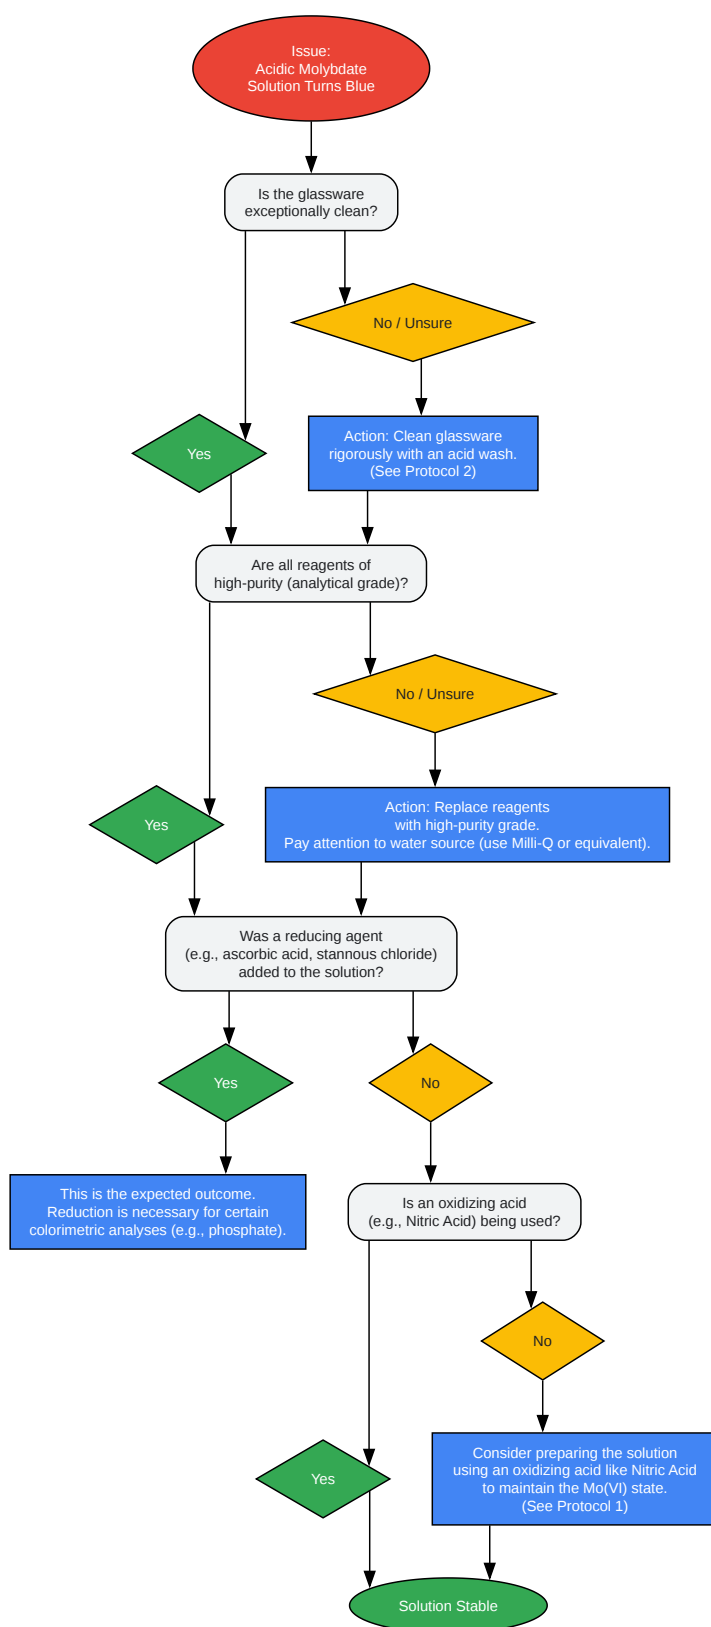 Issue:
Acidic Molybdate
Solution Turns Blue
Is the glassware
exceptionally clean?
No / Unsure
Yes
Action: Clean glassware
rigorously with an acid wash.
(See Protocol 2)
Are all reagents of
high-purity (analytical grade)?
No / Unsure
Yes
Action: Replace reagents
with high-purity grade.
Pay attention to water source (use Milli-Q or equivalent).
Was a reducing agent
(e.g., ascorbic acid, stannous chloride)
added to the solution?
Yes
No
This is the expected outcome.
Reduction is necessary for certain
colorimetric analyses (e.g., phosphate).
Is an oxidizing acid
(e.g., Nitric Acid) being used?
No
Yes
Consider preparing the solution
using an oxidizing acid like Nitric Acid
to maintain the Mo(VI) state.
(See Protocol 1)
Solution Stable